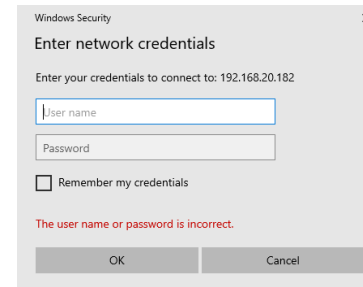 Windows Security
Enter network credentials
Enter your credentials to connect to: 192.168.20.182
User name
Password
Remember my credentials
The user name or password is incorrect.
OK
Cancel